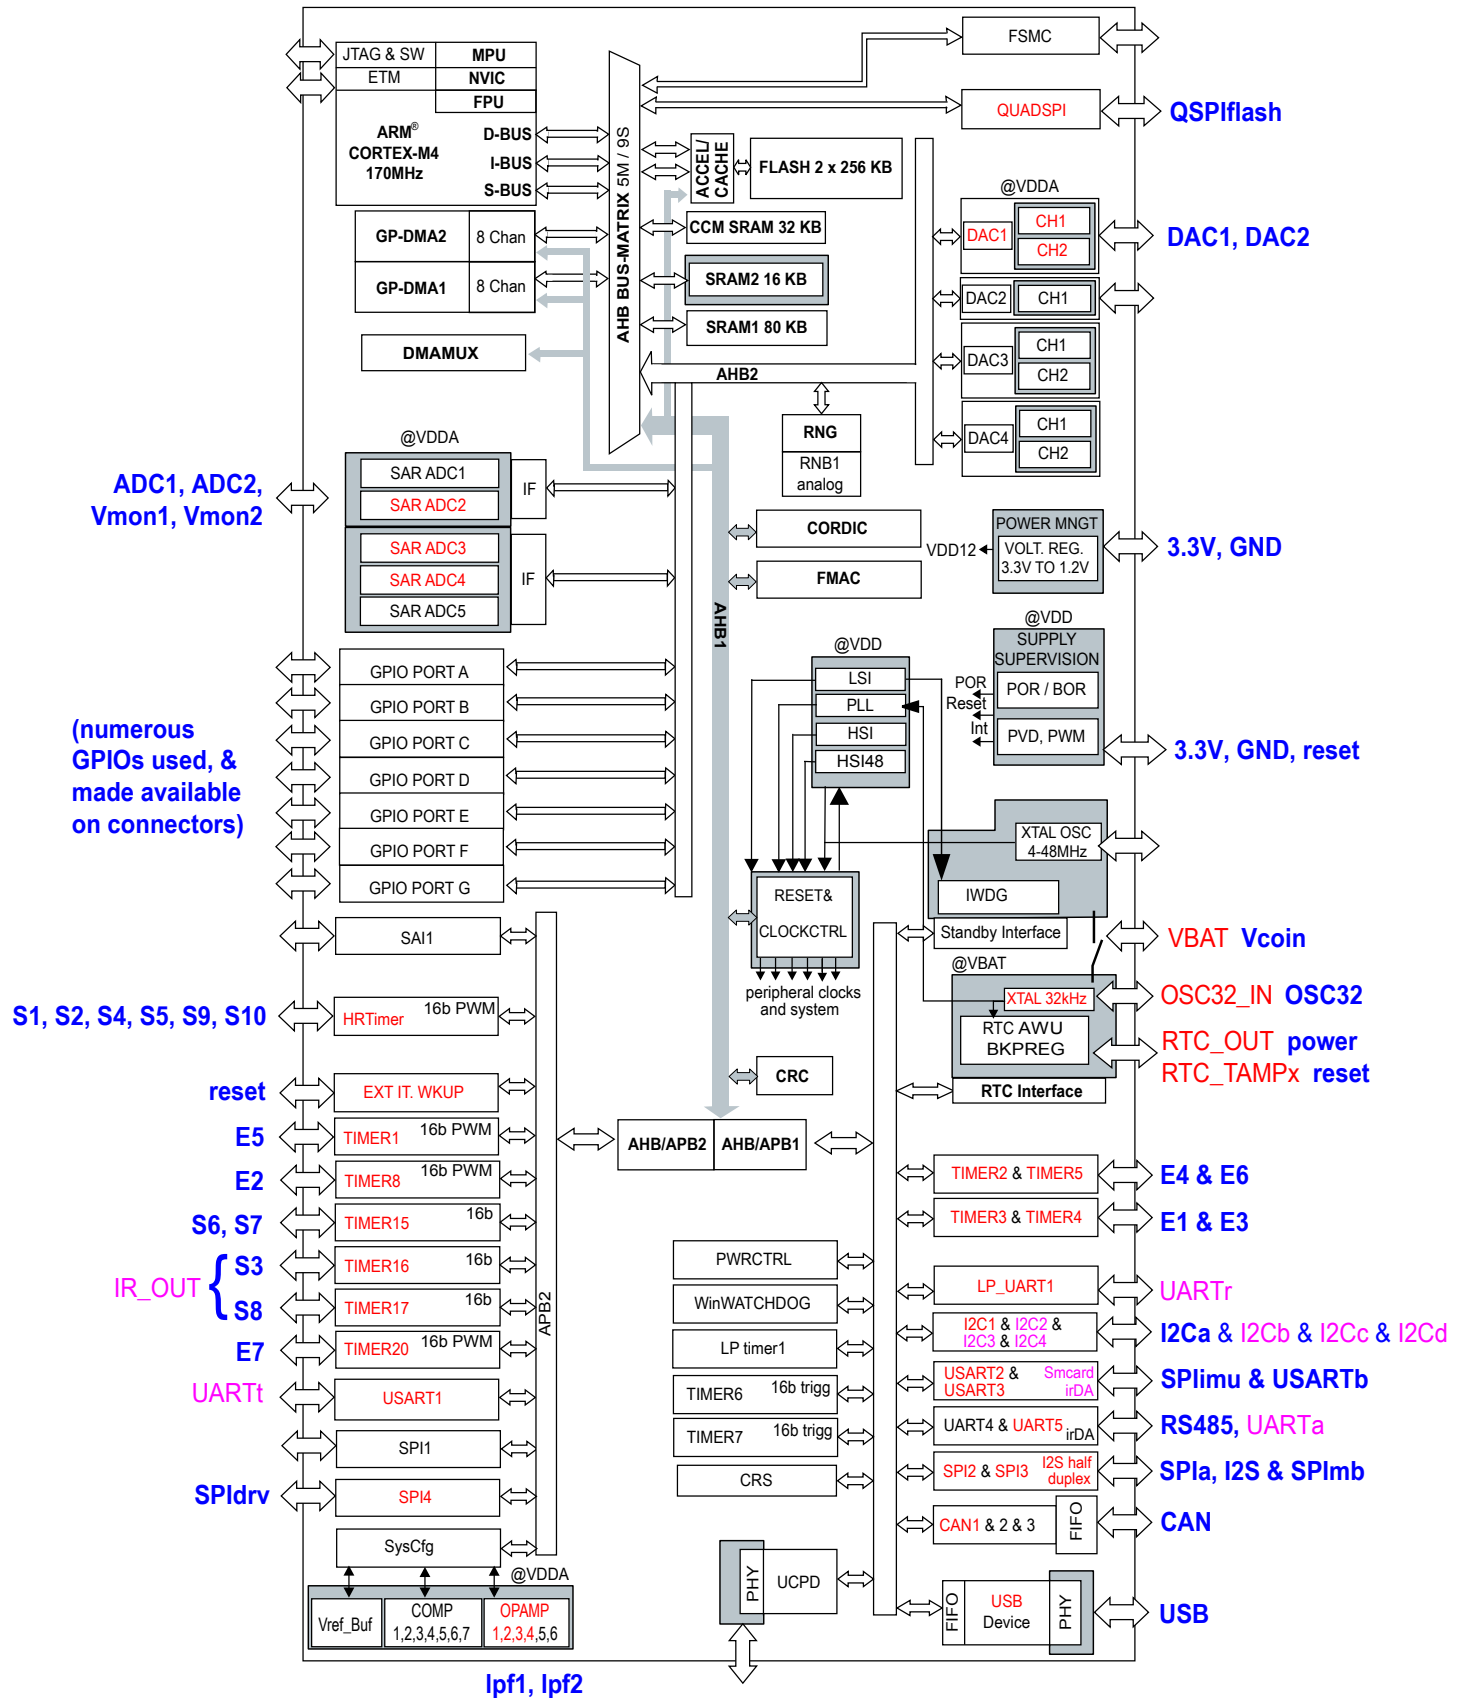 JTAG & SW
MPU
ETM
NVIC
FPU
ARM®
CORTEX-M4
170MHz
D-BUS
I-BUS
S-BUS
GP-DMA2
8 Chan
GP-DMA1
8 Chan
DMAMUX
AHB BUS-MATRIX 5M / 9S
FSMC
QUADSPI
QSPIflash
ACCEL/
CACHE
FLASH 2 x 256 KB
CCM SRAM 32 KB
SRAM2 16 KB
SRAM1 80 KB
AHB2
RNG
RNB1
analog
@VDDA
DAC1
CH1
CH2
DAC1, DAC2
DAC2
CH1
DAC3
CH1
CH2
DAC4
CH1
CH2
@VDDA
SAR ADC1
SAR ADC2
IF
SAR ADC3
SAR ADC4
SAR ADC5
IF
ADC1, ADC2,
Vmon1, Vmon2
CORDIC
FMAC
AHB1
POWER MNGT
VOLT. REG.
3.3V TO 1.2V
VDD12
3.3V, GND
@VDD
SUPPLY
SUPERVISION
POR / BOR
PVD, PWM
POR
Reset
Int
3.3V, GND, reset
GPIO PORT A
GPIO PORT B
GPIO PORT C
GPIO PORT D
GPIO PORT E
GPIO PORT F
GPIO PORT G
(numerous
GPIOs used, &
made available
on connectors)
@VDD
LSI
PLL
HSI
HSI48
RESET&
CLOCKCTRL
peripheral clocks
and system
XTAL OSC
4-48MHz
IWDG
Standby Interface
VBAT Vcoin
@VBAT
XTAL 32kHz
OSC32_IN OSC32
RTC AWU
BKPREG
RTC_OUT power
RTC_TAMPx reset
RTC Interface
CRC
AHB/APB2
AHB/APB1
SAI1
S1, S2, S4, S5, S9, S10
HRTimer
16b PWM
reset
EXT IT. WKUP
E5
TIMER1
16b PWM
E2
TIMER8
16b PWM
S6, S7
TIMER15
16b
IR_OUT {
S3
TIMER16
16b
S8
TIMER17
16b
E7
TIMER20
16b PWM
UARTt
USART1
SPI1
SPIdrv
SPI4
SysCfg
APB2
@VDDA
Vref_Buf
COMP
1,2,3,4,5,6,7
OPAMP
1,2,3,4,5,6
Ipf1, Ipf2
PWRCTRL
WinWATCHDOG
LP timer1
TIMER6
16b trigg
TIMER7
16b trigg
CRS
PHY
UCPD
TIMER2 & TIMER5
E4 & E6
TIMER3 & TIMER4
E1 & E3
LP_UART1
UARTr
I2C1 & I2C2 &
I2C3 & I2C4
I2Ca & I2Cb & I2Cc & I2Cd
USART2 &
USART3
Smcard
irDA
SPIimu & USARTb
UART4 & UART5
irDA
RS485, UARTa
SPI2 & SPI3
I2S half
duplex
SPIa, I2S & SPImb
CAN1 & 2 & 3
FIFO
CAN
FIFO
USB
Device
PHY
USB